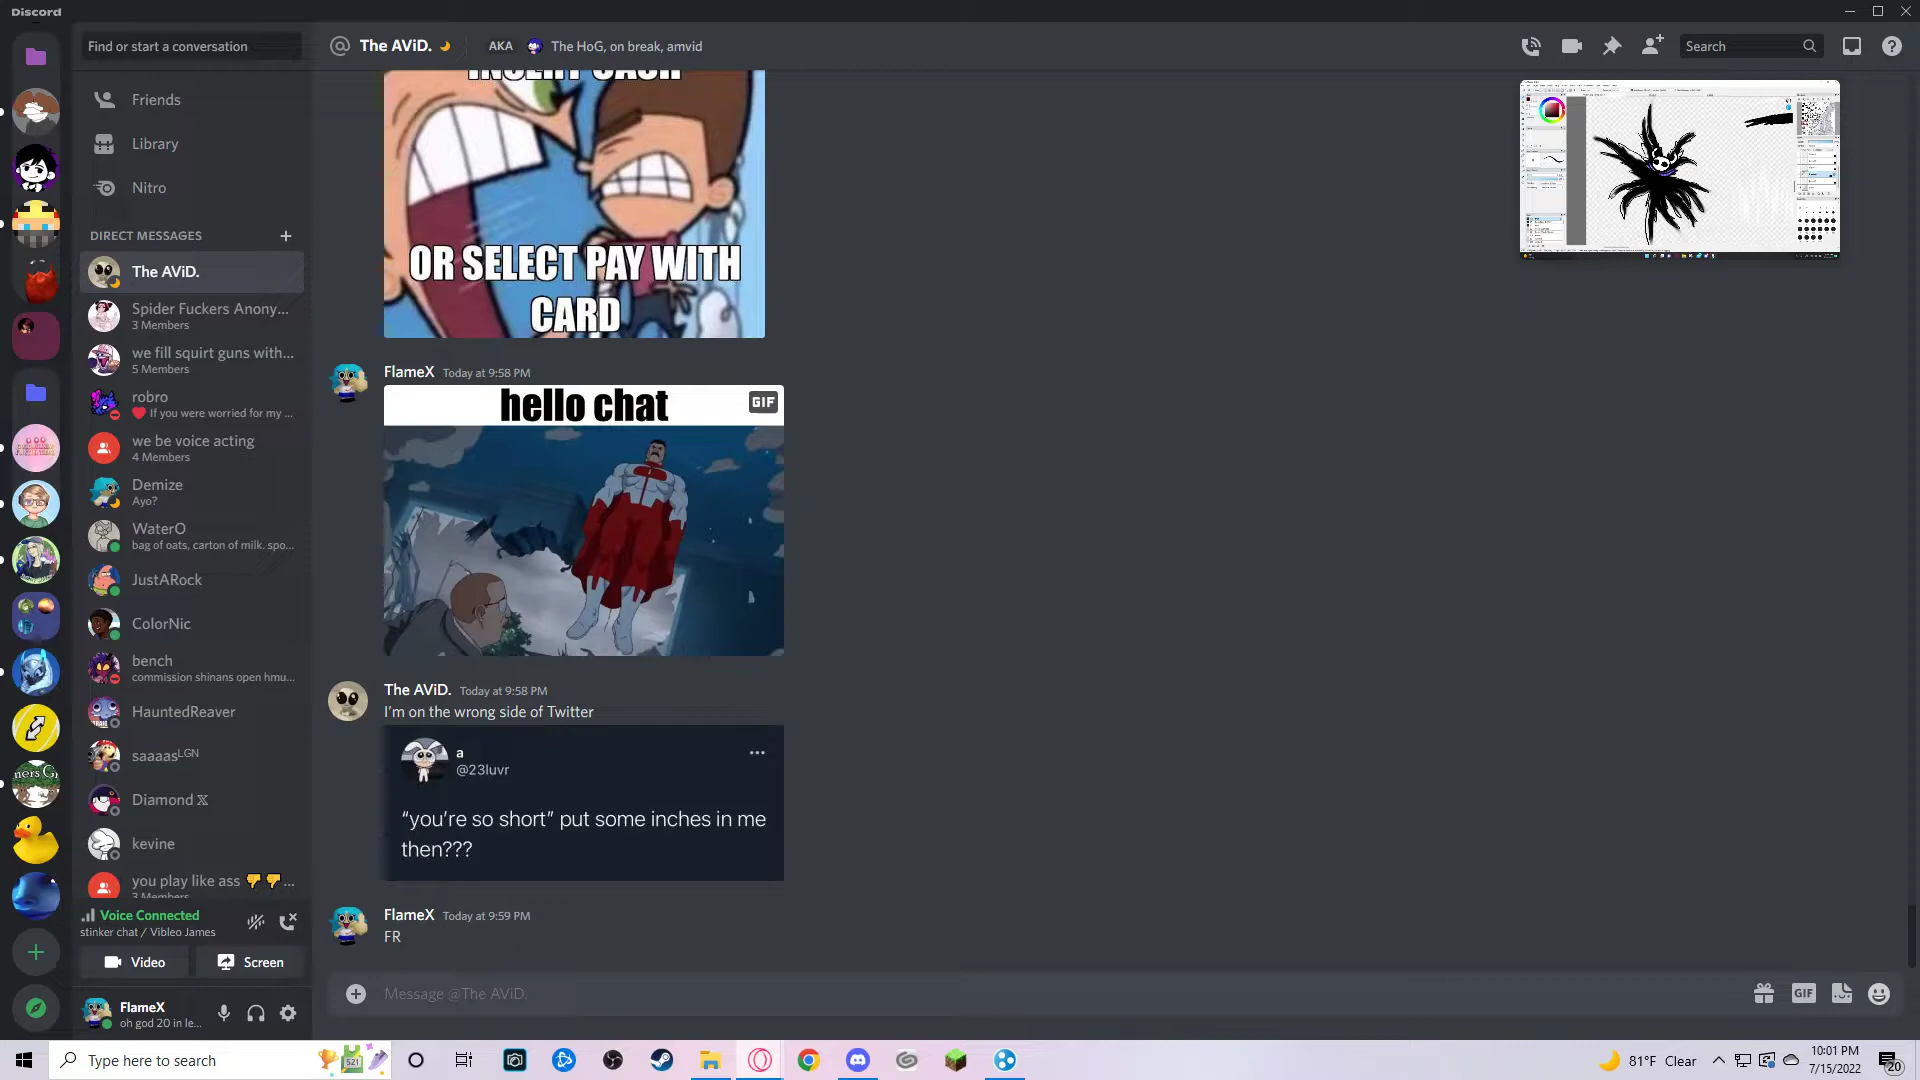 Discord
Find or start a conversation
Friends
Library
Nitro
DIRECT MESSAGES
The AViD.
Spider Fuckers Anony...
3 Members
we fill squirt guns with...
5 Members
robro
If you were worried for my ...
we be voice acting
4 Members
Demize
Ayo?
WaterO
bag of oats, carton of milk. spo...
JustARock
ColorNic
bench
commission shinans open hmu...
HauntedReaver
saaaasᴸᴳᴺ
Diamond 𝕏
kevine
you play like ass 👎👎...
3 Members
Voice Connected
stinker chat / Vibleo James
Video
Screen
FlameX
oh god 20 in le...
The AViD.
AKA
The HoG, on break, amvid
Search
INSERT CASH
OR SELECT PAY WITH
CARD
FlameX Today at 9:58 PM
hello chat
GIF
The AViD. Today at 9:58 PM
I'm on the wrong side of Twitter
a
@23luvr
“you’re so short” put some inches in me
then???
FlameX Today at 9:59 PM
FR
Message @The AViD.
GIF
Type here to search
81°F Clear
10:01 PM
7/15/2022
20